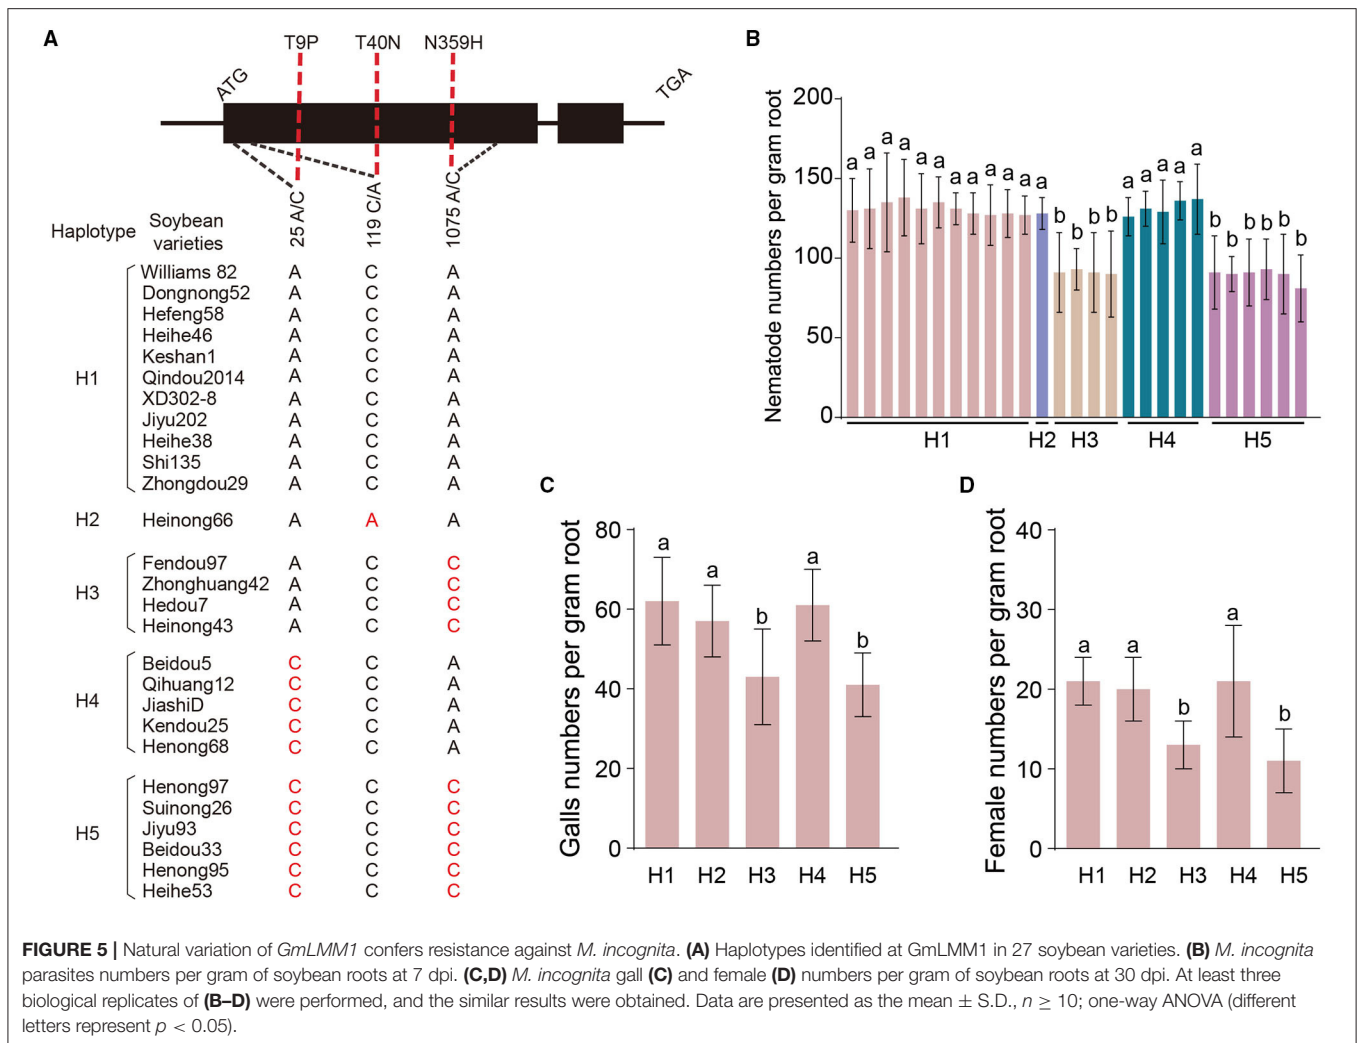 A
T9P T40N N359H
ATG
TGA
25 A/C 119 C/A 1075 A/C
Haplotype Soybean varieties
H1
Williams 82 A C A
Dongnong52 A C A
Hefeng58 A C A
Heihe46 A C A
Keshan1 A C A
Qindou2014 A C A
XD302-8 A C A
Jiyu202 A C A
Heihe38 A C A
Shi135 A C A
Zhongdou29 A C A
H2 Heinong66 A A A
H3
Fendou97 A C C
Zhonghuang42 A C C
Hedou7 A C C
Heinong43 A C C
H4
Beidou5 C C A
Qihuang12 C C A
JiashiD C C A
Kendou25 C C A
Henong68 C C A
H5
Henong97 C C C
Suinong26 C C C
Jiyu93 C C C
Beidou33 C C C
Henong95 C C C
Heihe53 C C C
B
Nematode numbers per gram root
200
150
100
50
0
a a a a a a a a a a a a b b b b a a a a a b b b b b b
H1 H2 H3 H4 H5
C
Galls numbers per gram root
80
60
40
20
0
a a b a b
H1 H2 H3 H4 H5
D
Female numbers per gram root
40
30
20
10
0
a a b a b
H1 H2 H3 H4 H5
FIGURE 5 | Natural variation of GmLMM1 confers resistance against M. incognita. (A) Haplotypes identified at GmLMM1 in 27 soybean varieties. (B) M. incognita
parasites numbers per gram of soybean roots at 7 dpi. (C,D) M. incognita gall (C) and female (D) numbers per gram of soybean roots at 30 dpi. At least three
biological replicates of (B–D) were performed, and the similar results were obtained. Data are presented as the mean ± S.D., n ≥ 10; one-way ANOVA (different
letters represent p < 0.05).